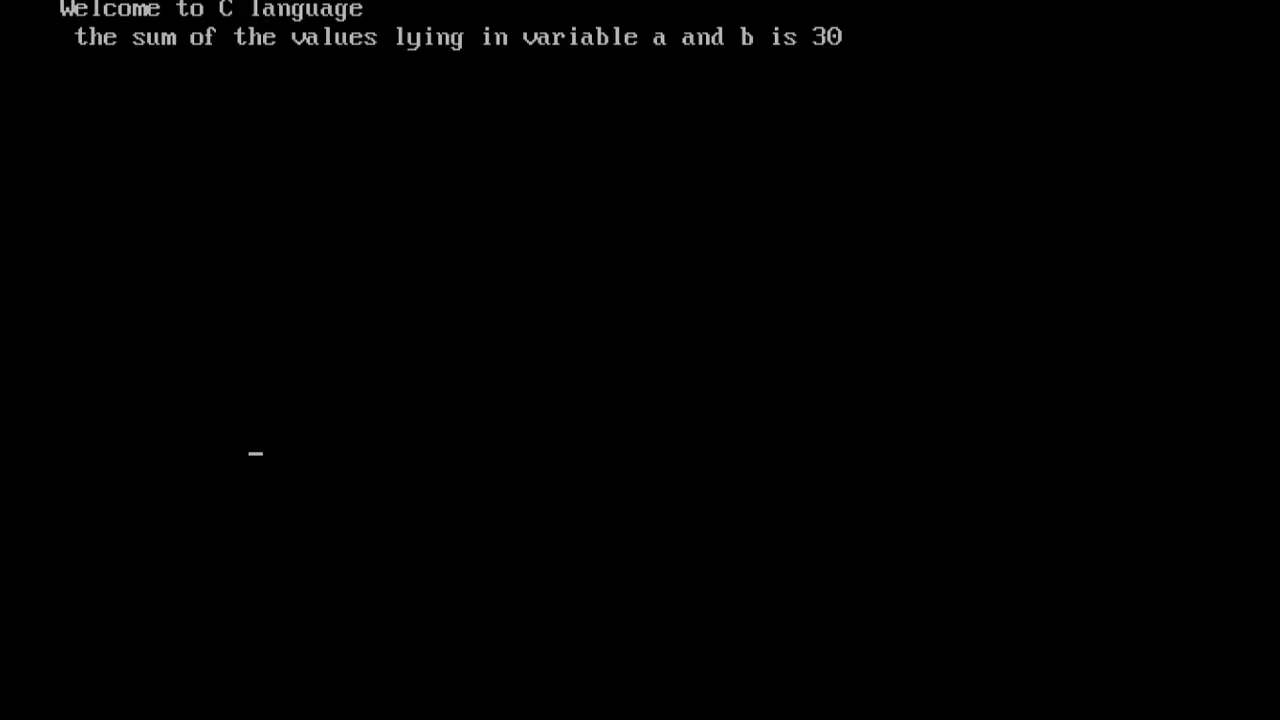 Welcome to C language
the sum of the values lying in variable a and b is 30